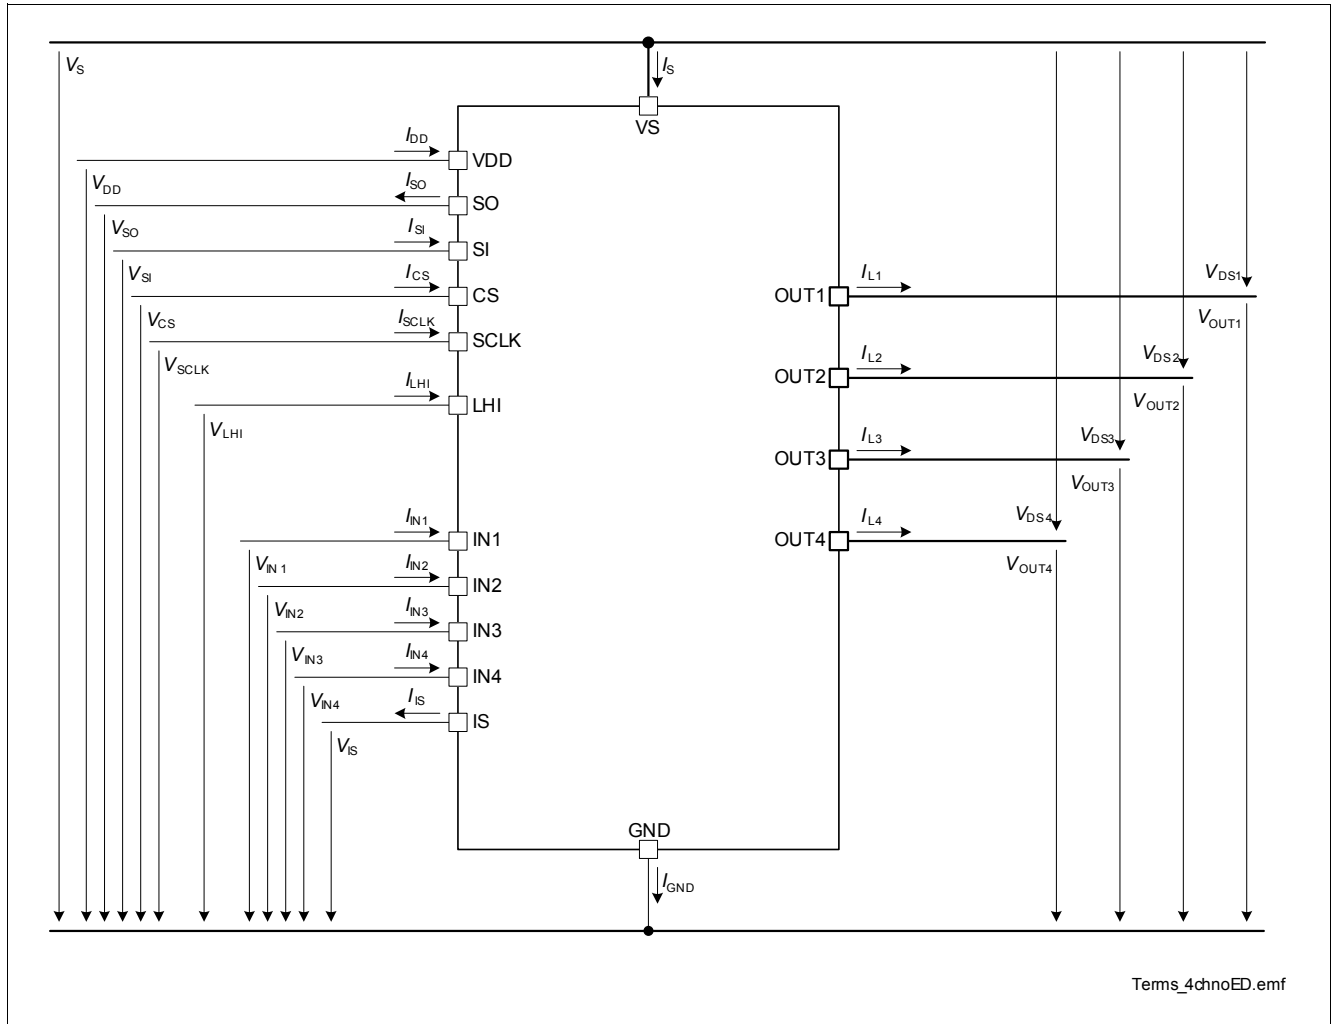 VS
IS
VS
IDD
VDD
VDD
ISO
SO
VSO
ISI
SI
VSI
ICS
CS
VCS
ISCLK
SCLK
VSCLK
ILHI
LHI
VLHI
IIN1
IN1
VIN 1
IIN2
IN2
VIN2
IIN3
IN3
VIN3
IIN4
IN4
VIN4
IIS
IS
VIS
OUT1
IL1
VDS1
VOUT1
OUT2
IL2
VDS2
VOUT2
OUT3
IL3
VDS3
VOUT3
OUT4
IL4
VDS4
VOUT4
GND
IGND
Terms_4chnoED.emf